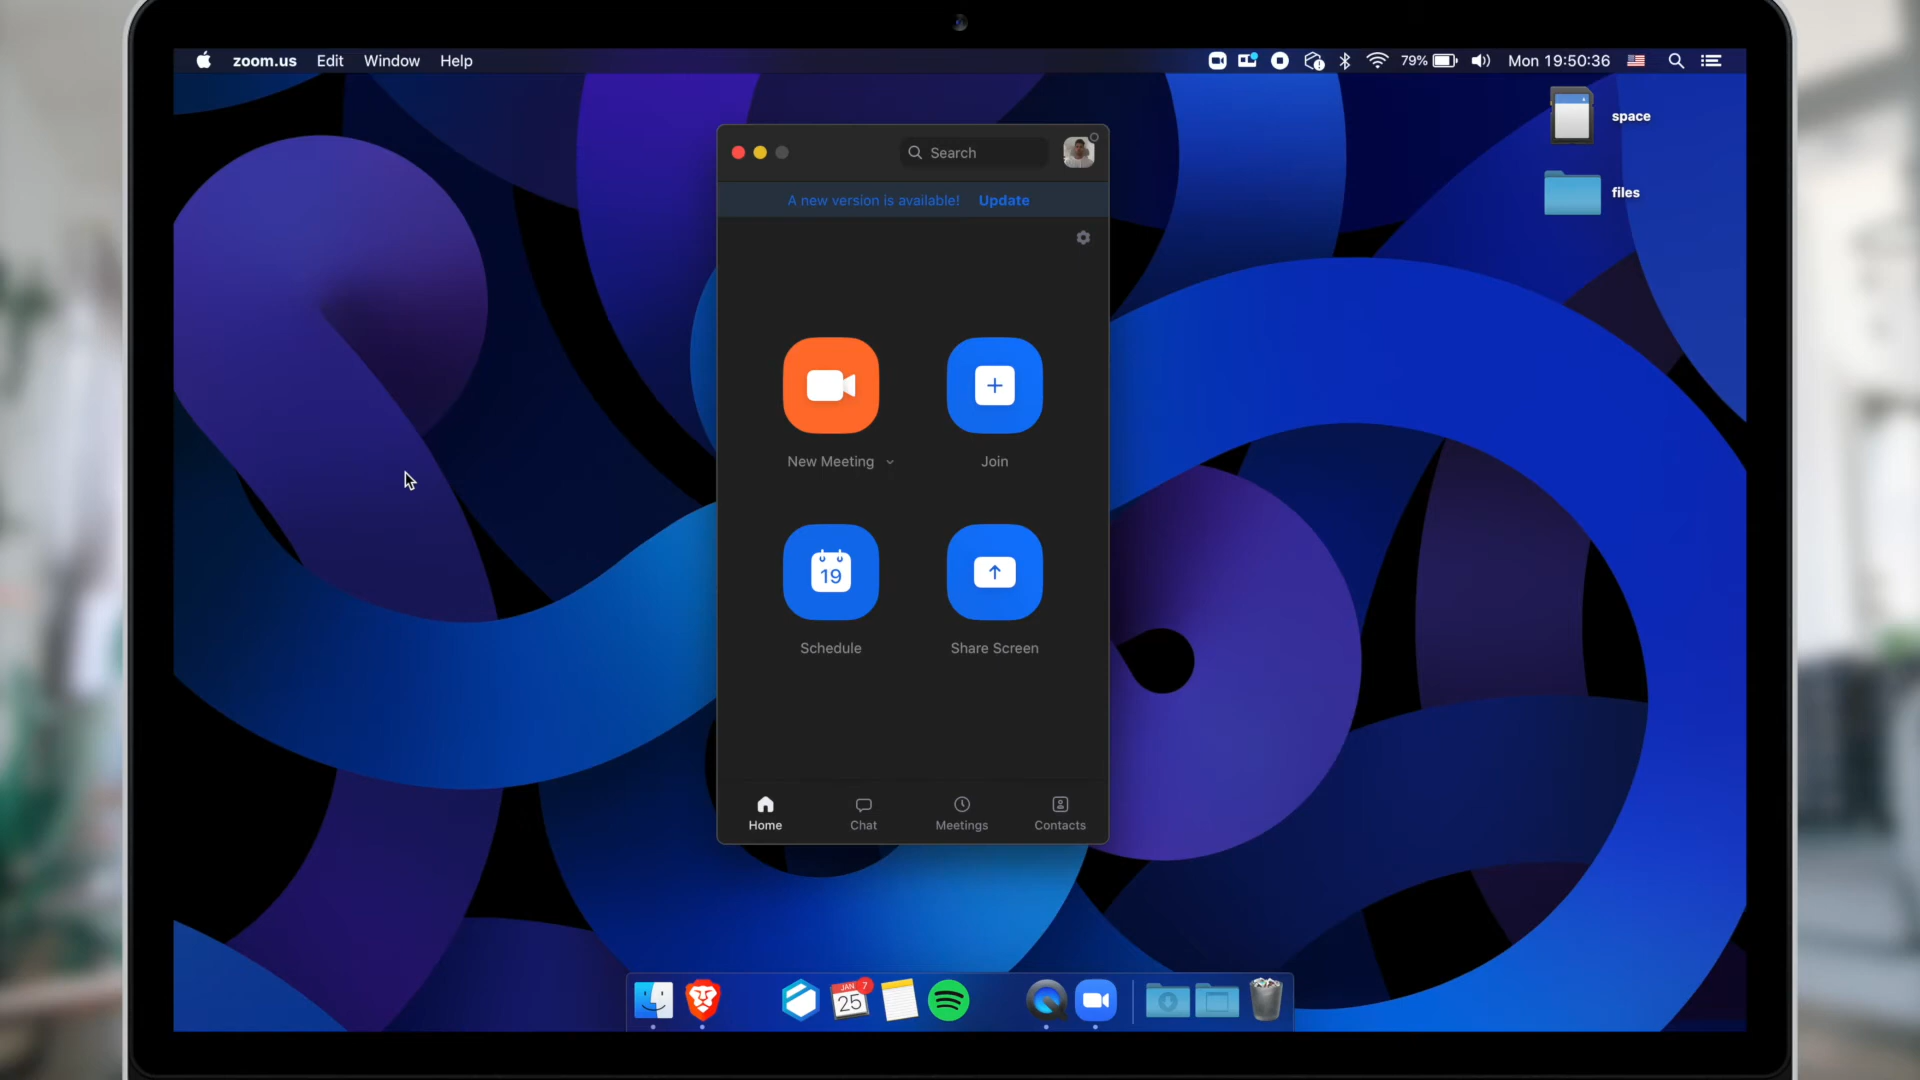 zoom.us Edit Window Help 79% Mon 19:50:36
space
files
Search
A new version is available! Update
New Meeting
Join
19
Schedule
Share Screen
Home
Chat
Meetings
Contacts
JAN 7
25